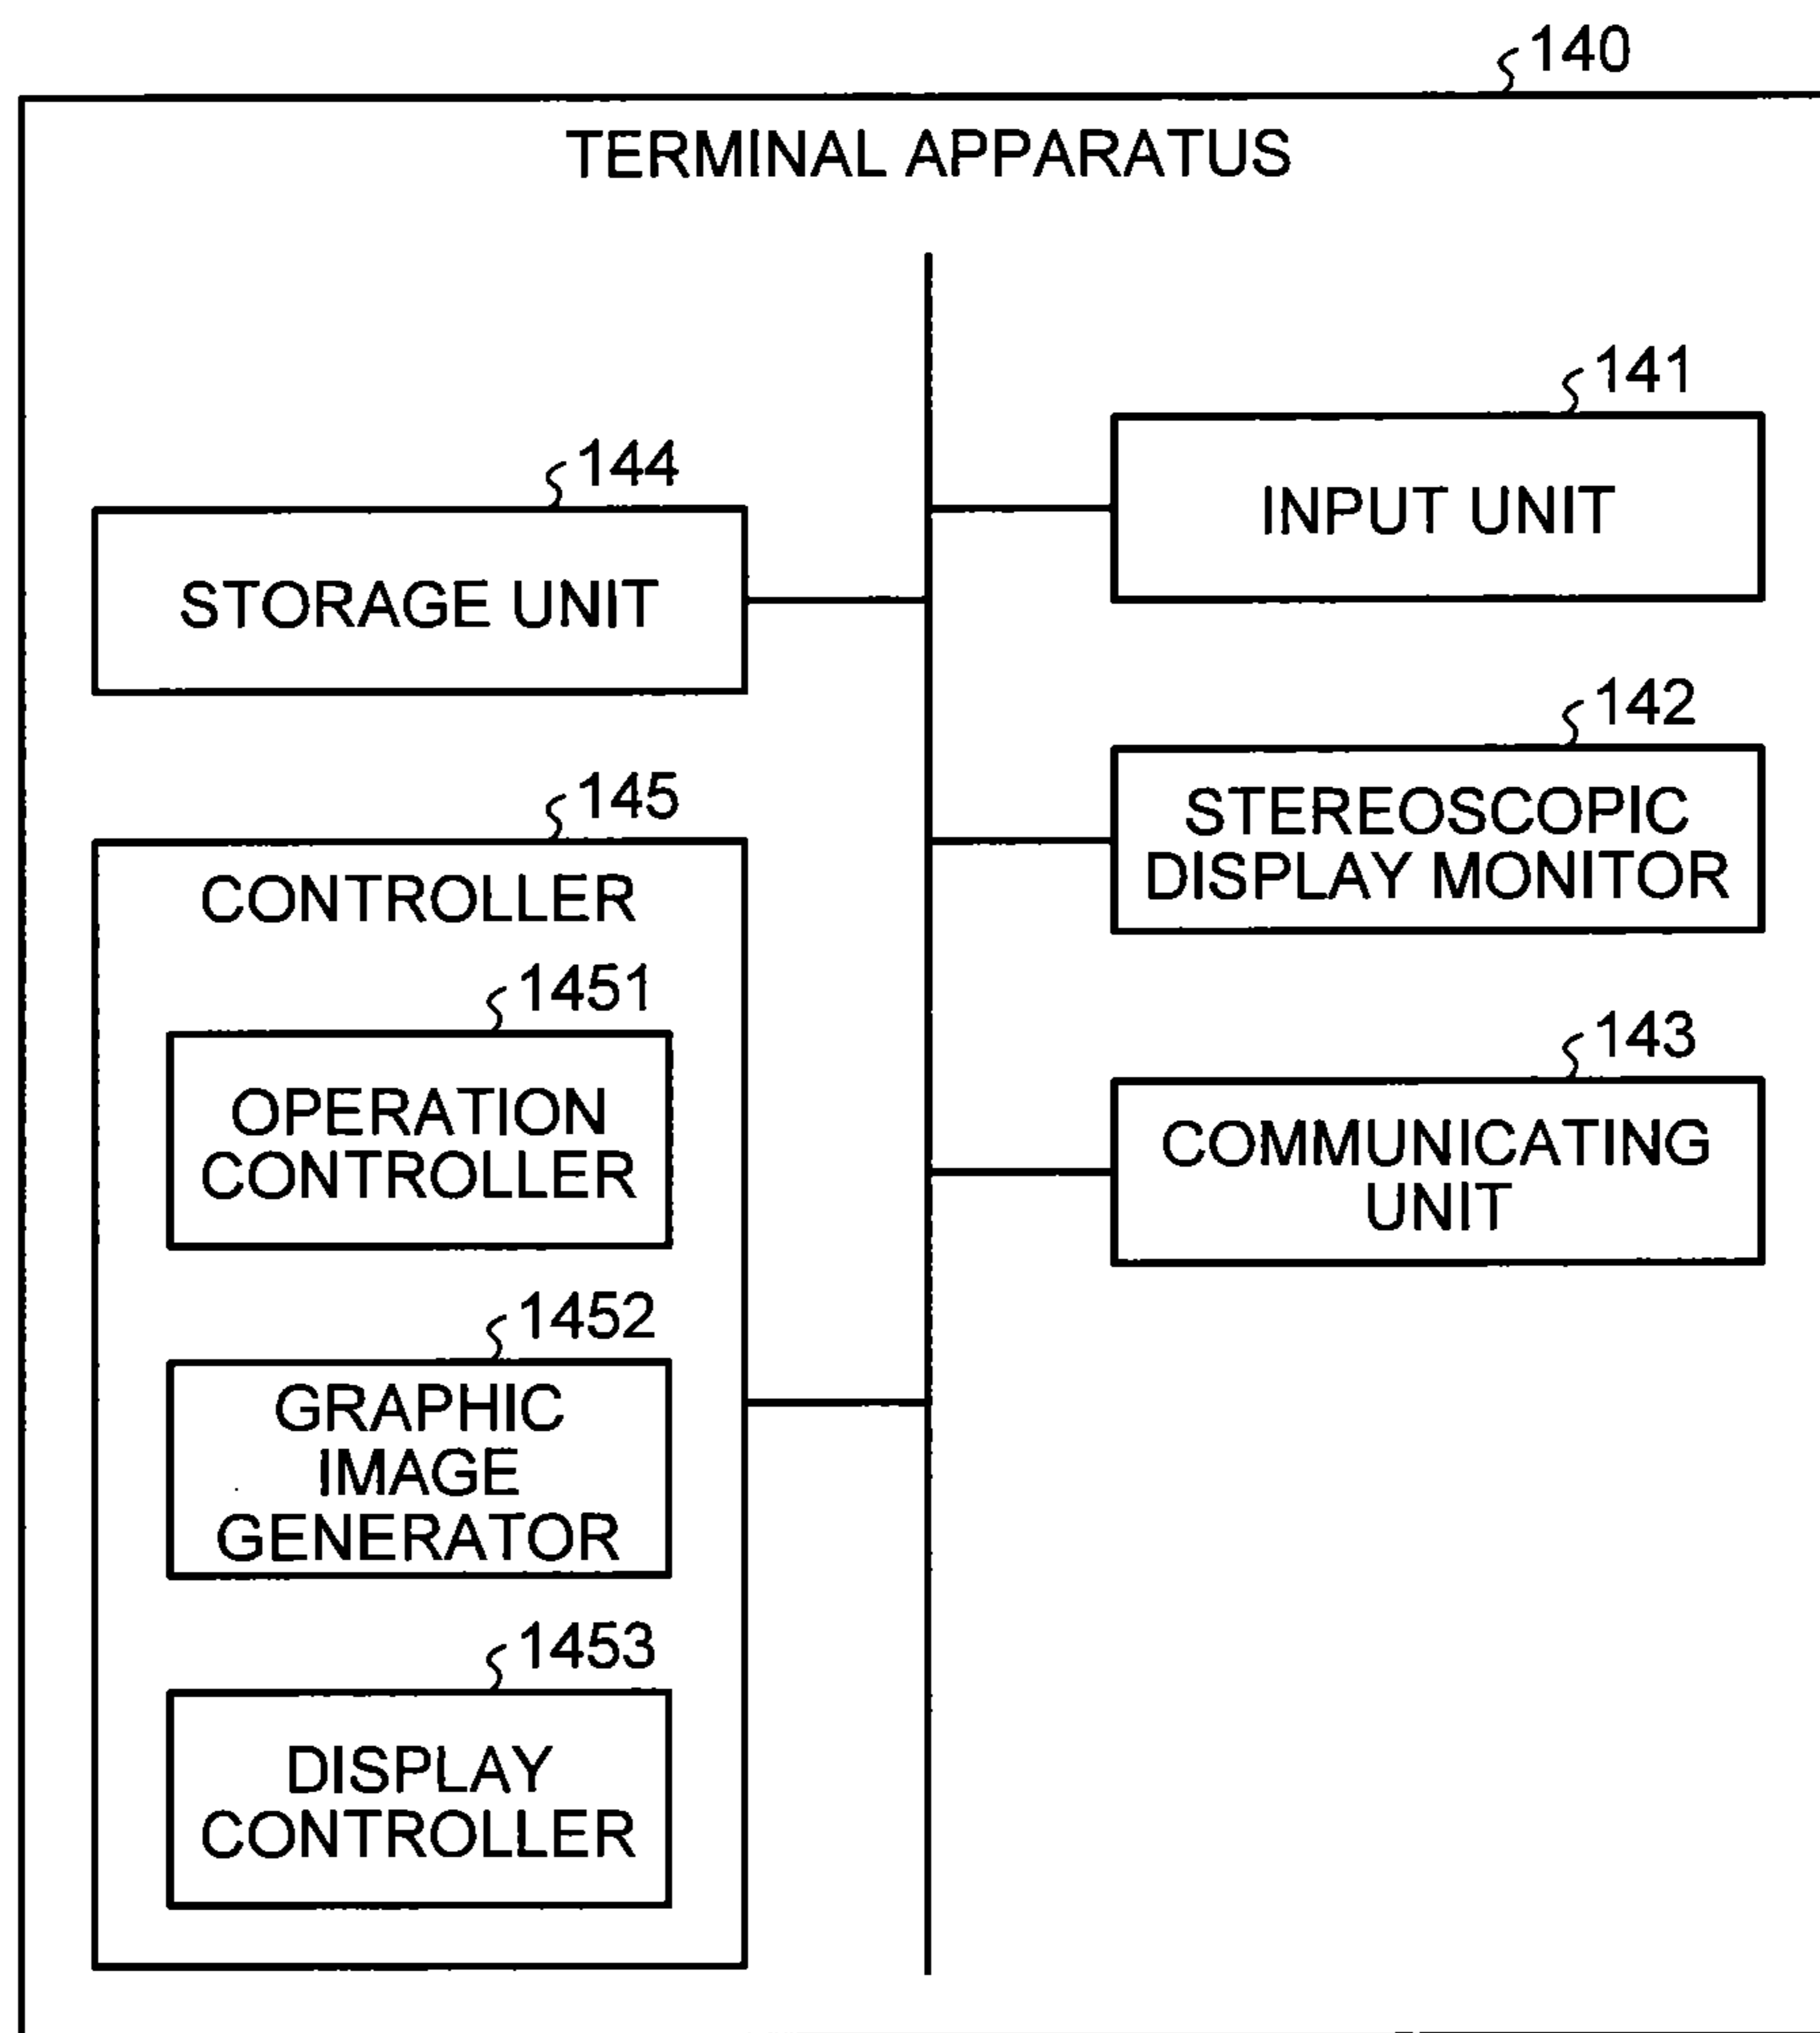 140
TERMINAL APPARATUS
144
STORAGE UNIT
145
CONTROLLER
1451
OPERATION
CONTROLLER
1452
GRAPHIC
IMAGE
GENERATOR
1453
DISPLAY
CONTROLLER
141
INPUT UNIT
142
STEREOSCOPIC
DISPLAY MONITOR
143
COMMUNICATING
UNIT